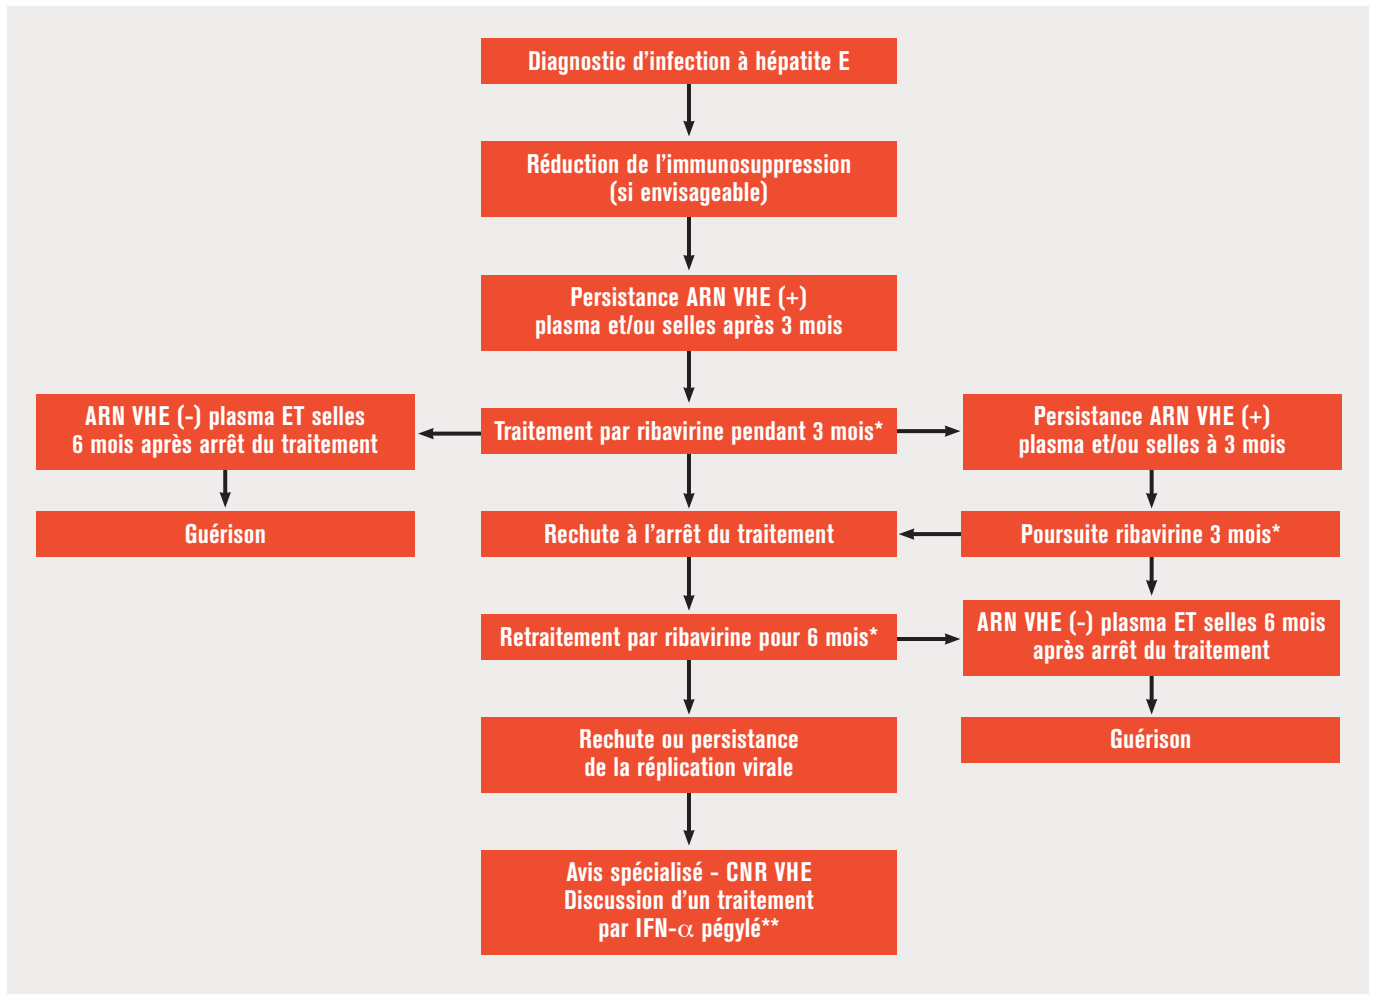 Diagnostic d'infection à hépatite E
Réduction de l'immunosuppression
(si envisageable)
Persistance ARN VHE (+)
plasma et/ou selles après 3 mois
ARN VHE (-) plasma ET selles
6 mois après arrêt du traitement
Traitement par ribavirine pendant 3 mois*
Persistance ARN VHE (+)
plasma et/ou selles à 3 mois
Guérison
Rechute à l'arrêt du traitement
Poursuite ribavirine 3 mois*
Retraitement par ribavirine pour 6 mois*
ARN VHE (-) plasma ET selles 6 mois
après arrêt du traitement
Rechute ou persistance
de la réplication virale
Guérison
Avis spécialisé - CNR VHE
Discussion d'un traitement
par IFN-α pégylé**